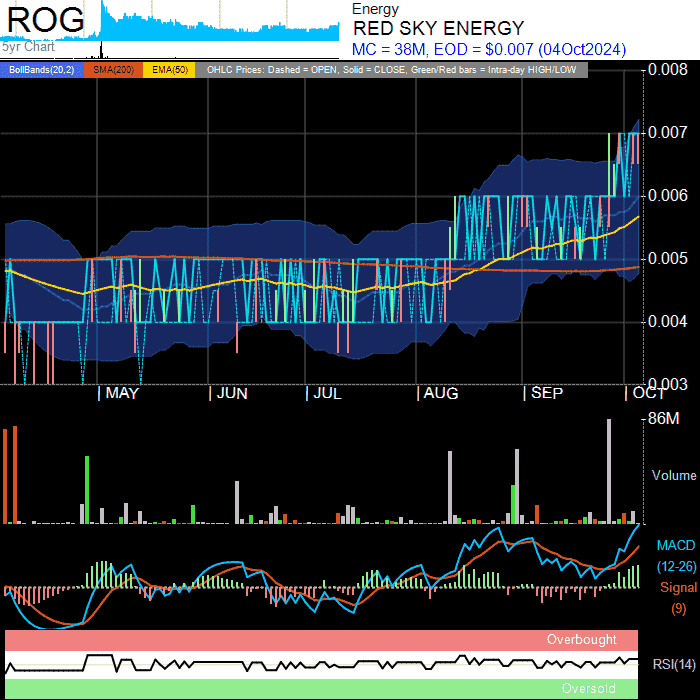 ROG
5yr Chart
Energy
RED SKY ENERGY
MC = 38M, EOD = $0.007 (04Oct2024)
BollBands(20,2) SMA(200) EMA(50) OHLC Prices: Dashed = OPEN, Solid = CLOSE, Green/Red bars = Intra-day HIGH/LOW
0.008
0.007
0.006
0.005
0.004
0.003
MAY JUN JUL AUG SEP OCT
86M
Volume
MACD
(12-26)
Signal
(9)
Overbought
RSI(14)
Oversold